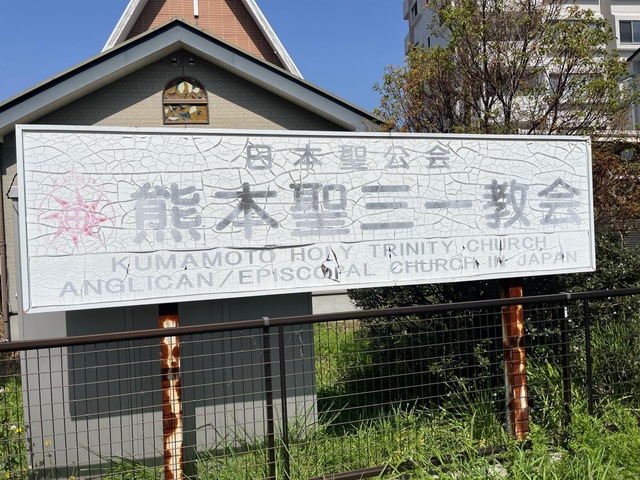 日本聖公会
熊本聖三一教会
KUMAMOTO HOLY TRINITY CHURCH
ANGLICAN/EPISCOPAL CHURCH IN JAPAN